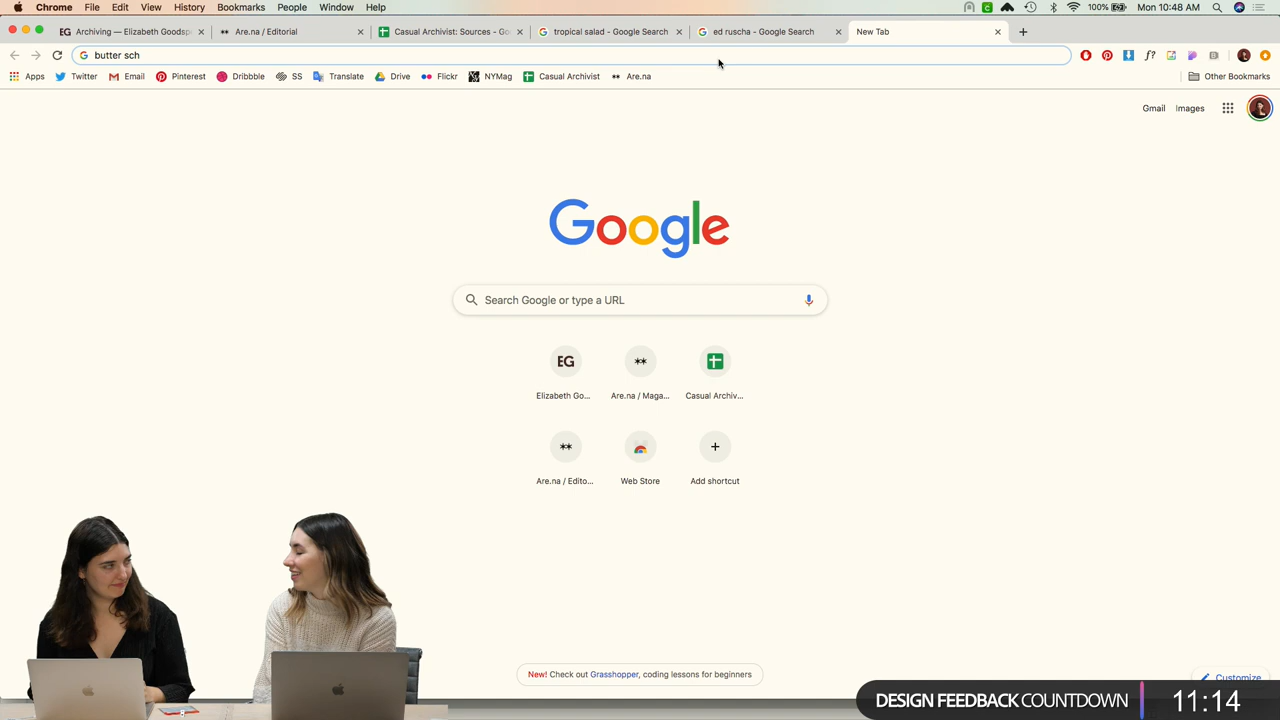 Chrome File Edit View History Bookmarks People Window Help 100% Mon 10:48 AM
EG Archiving — Elizabeth Goodsp Are.na / Editorial Casual Archivist: Sources - Go tropical salad - Google Search ed ruscha - Google Search New Tab
butter sch
Apps Twitter Email Pinterest Dribbble SS Translate Drive Flickr NYMag Casual Archivist Are.na Other Bookmarks
Gmail Images
Google
Search Google or type a URL
EG
Elizabeth Go... Are.na / Maga... Casual Archiv...
Are.na / Edito... Web Store Add shortcut
New! Check out Grasshopper, coding lessons for beginners
Customize
DESIGN FEEDBACK COUNTDOWN 11:14